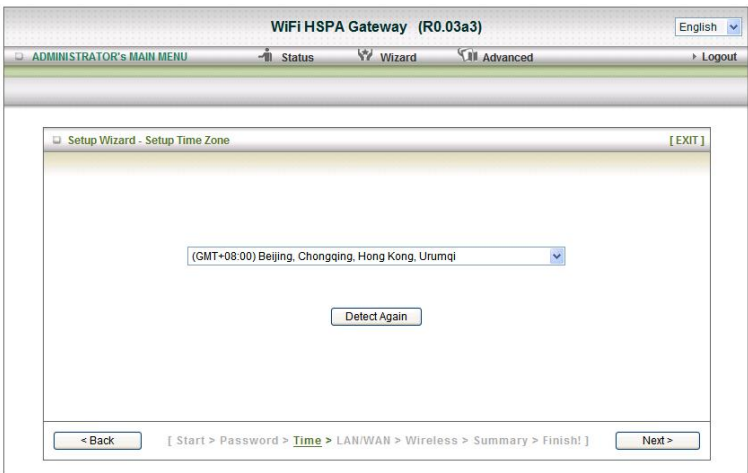 WiFi HSPA Gateway (R0.03a3)
English
ADMINISTRATOR's MAIN MENU
Status
Wizard
Advanced
Logout
Setup Wizard - Setup Time Zone
[ EXIT ]
(GMT+08:00) Beijing, Chongqing, Hong Kong, Urumqi
Detect Again
< Back
[ Start > Password > Time > LAN/WAN > Wireless > Summary > Finish! ]
Next >